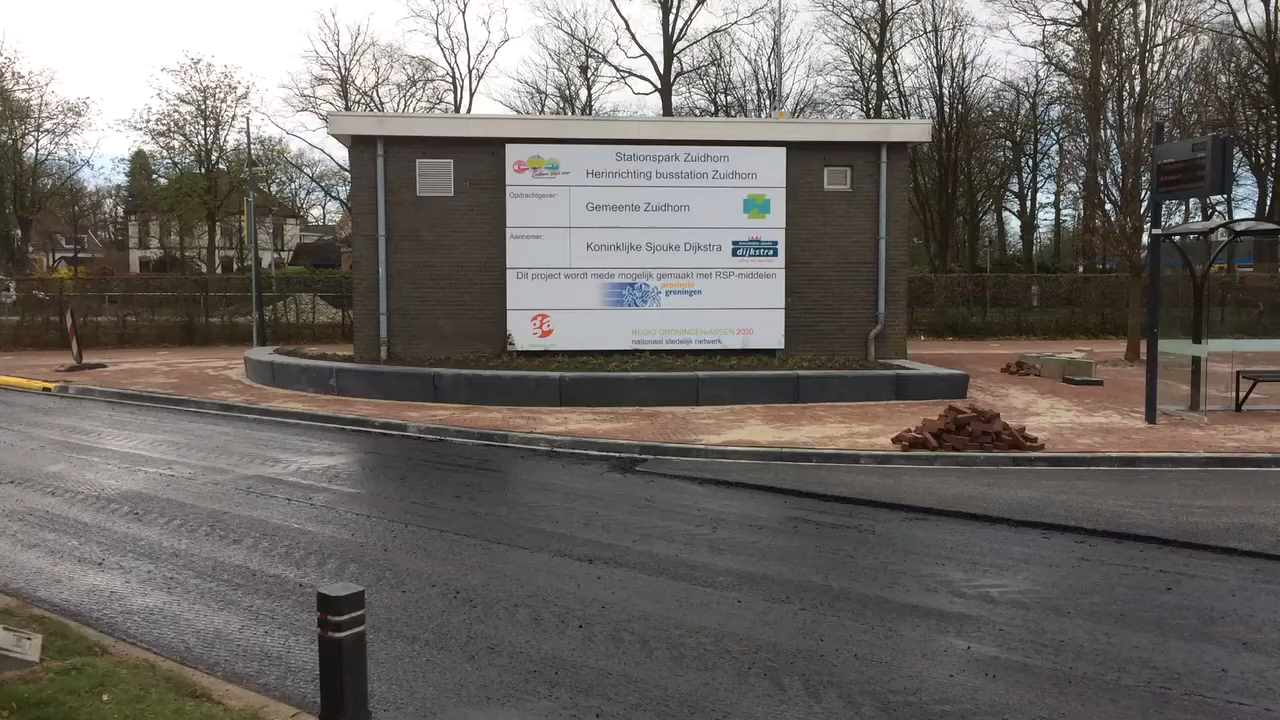 Stationspark Zuidhorn
Herinrichting busstation Zuidhorn
Opdrachtgever:
Gemeente Zuidhorn
Aannemer:
Koninklijke Sjouke Dijkstra
dijkstra
Dit project wordt mede mogelijk gemaakt met RSP-middelen
provincie
groningen
ga
REGIO GRONINGEN-ASSEN 2030
nationaal stedelijk netwerk